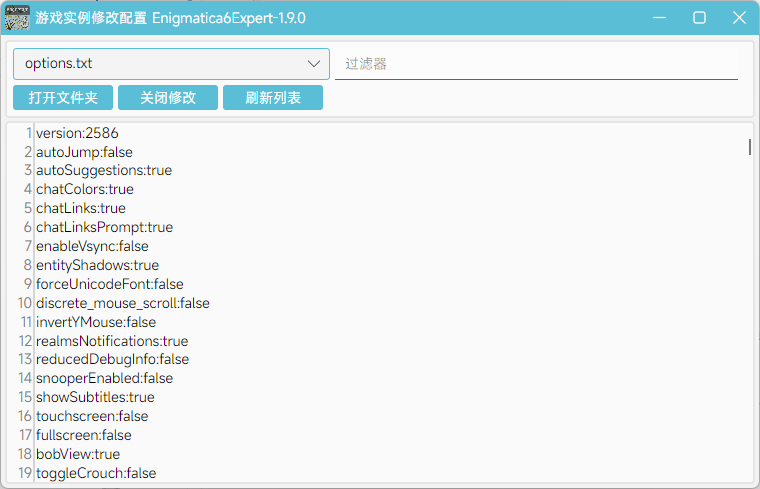 游戏实例修改配置 Enigmatica6Expert-1.9.0
options.txt
过滤器
打开文件夹 关闭修改 刷新列表
1 version:2586
2 autoJump:false
3 autoSuggestions:true
4 chatColors:true
5 chatLinks:true
6 chatLinksPrompt:true
7 enableVsync:false
8 entityShadows:true
9 forceUnicodeFont:false
10 discrete_mouse_scroll:false
11 invertYMouse:false
12 realmsNotifications:true
13 reducedDebugInfo:false
14 snooperEnabled:false
15 showSubtitles:true
16 touchscreen:false
17 fullscreen:false
18 bobView:true
19 toggleCrouch:false